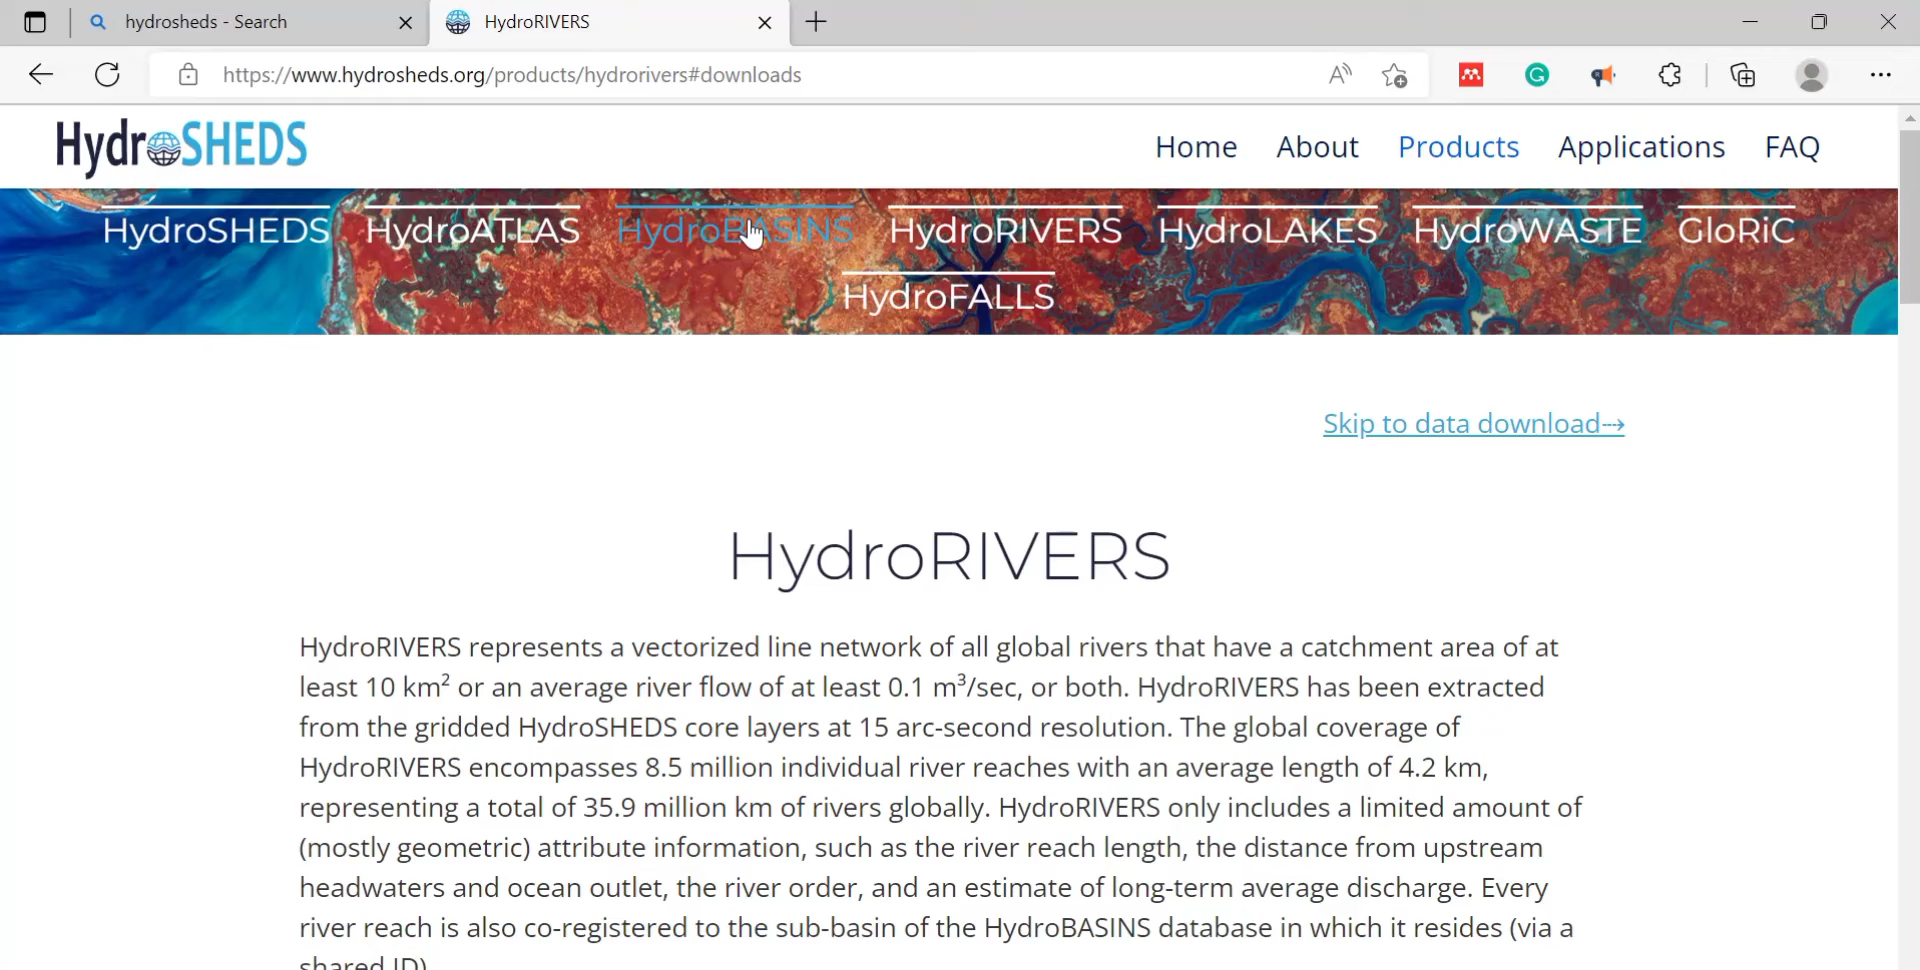 hydrosheds - Search
HydroRIVERS
https://www.hydrosheds.org/products/hydrorivers#downloads
HydroSHEDS
Home About Products Applications FAQ
HydroSHEDS HydroATLAS HydroBASINS HydroRIVERS HydroLAKES HydroWASTE GloRiC
HydroFALLS
Skip to data download⤍
HydroRIVERS
HydroRIVERS represents a vectorized line network of all global rivers that have a catchment area of at
least 10 km² or an average river flow of at least 0.1 m³/sec, or both. HydroRIVERS has been extracted
from the gridded HydroSHEDS core layers at 15 arc-second resolution. The global coverage of
HydroRIVERS encompasses 8.5 million individual river reaches with an average length of 4.2 km,
representing a total of 35.9 million km of rivers globally. HydroRIVERS only includes a limited amount of
(mostly geometric) attribute information, such as the river reach length, the distance from upstream
headwaters and ocean outlet, the river order, and an estimate of long-term average discharge. Every
river reach is also co-registered to the sub-basin of the HydroBASINS database in which it resides (via a
shared ID)